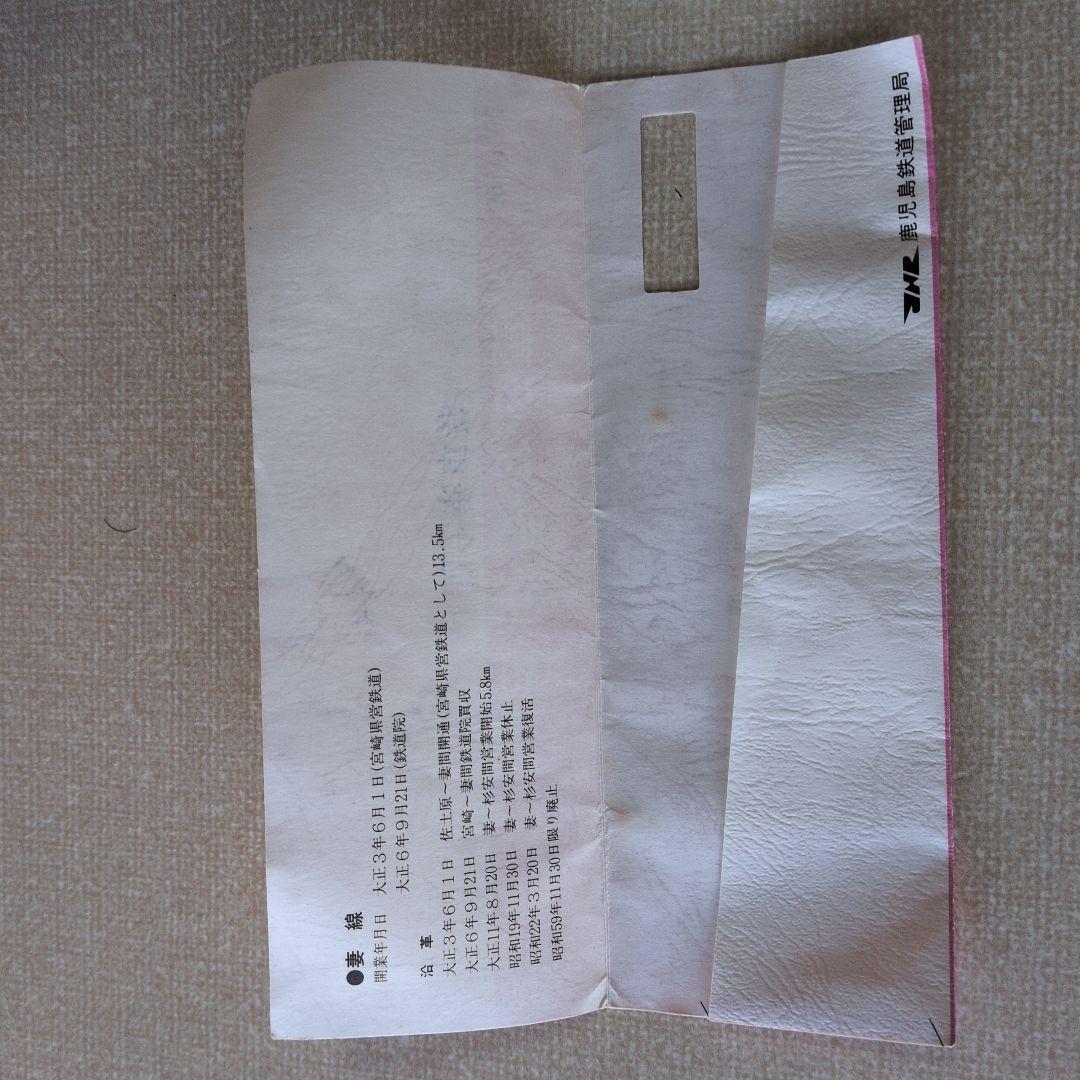 ●妻線
開業年月日 大正3年6月1日(宮崎県営鉄道)
大正6年9月21日(鉄道院)
沿革
大正3年6月1日 佐土原～妻間開通(宮崎県営鉄道として)13.5km
大正6年9月21日 宮崎～妻間鉄道院買収
大正11年8月20日 妻～杉安間営業開始5.8km
昭和19年11月30日 妻～杉安間営業休止
昭和22年3月20日 妻～杉安間営業復活
昭和59年11月30日限り廃止
JNR 鹿児島鉄道管理局